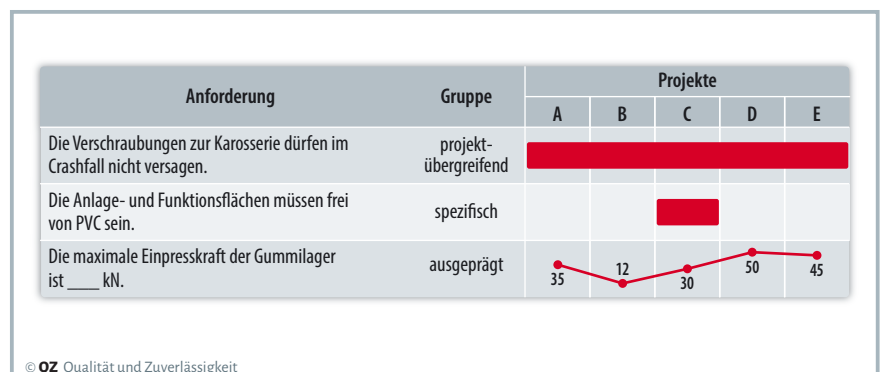 Anforderung Gruppe Projekte
A B C D E
Die Verschraubungen zur Karosserie dürfen im
Crashfall nicht versagen.
projekt-
übergreifend
Die Anlage- und Funktionsflächen müssen frei
von PVC sein.
spezifisch
Die maximale Einpresskraft der Gummilager
ist ___ kN.
ausgeprägt
35 12 30 50 45
© QZ Qualität und Zuverlässigkeit